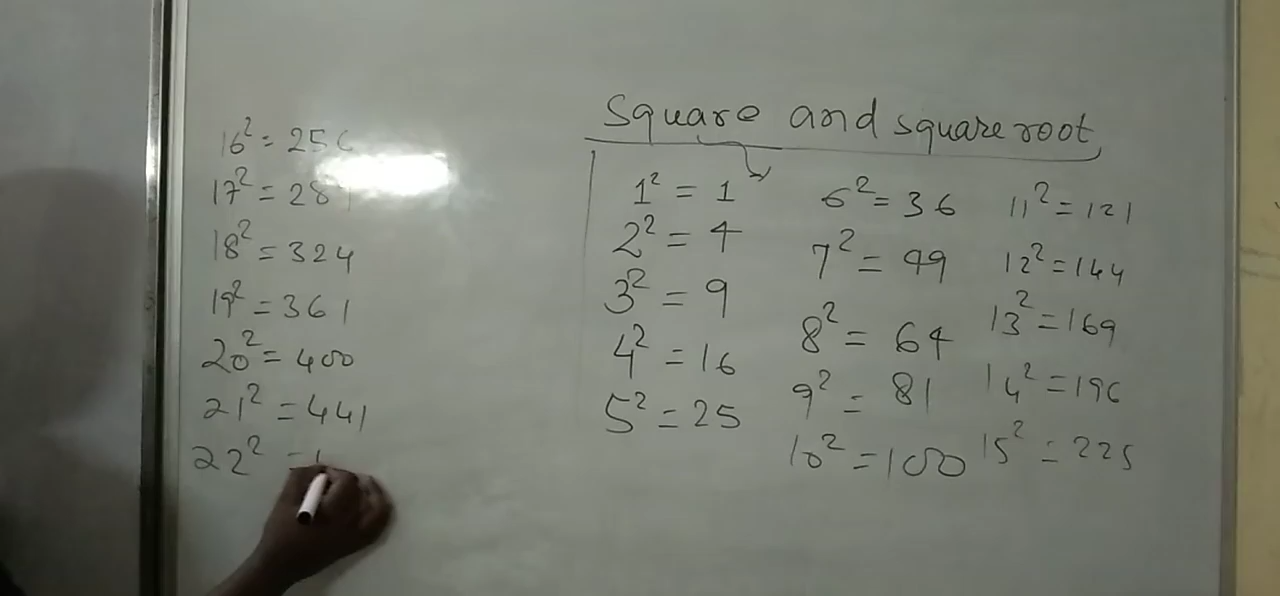 Square and square root
1² = 1
2² = 4
3² = 9
4² = 16
5² = 25
6² = 36
7² = 49
8² = 64
9² = 81
10² = 100
11² = 121
12² = 144
13² = 169
14² = 196
15² = 225
16² = 256
17² = 28
18² = 324
19² = 361
20² = 400
21² = 441
22² =